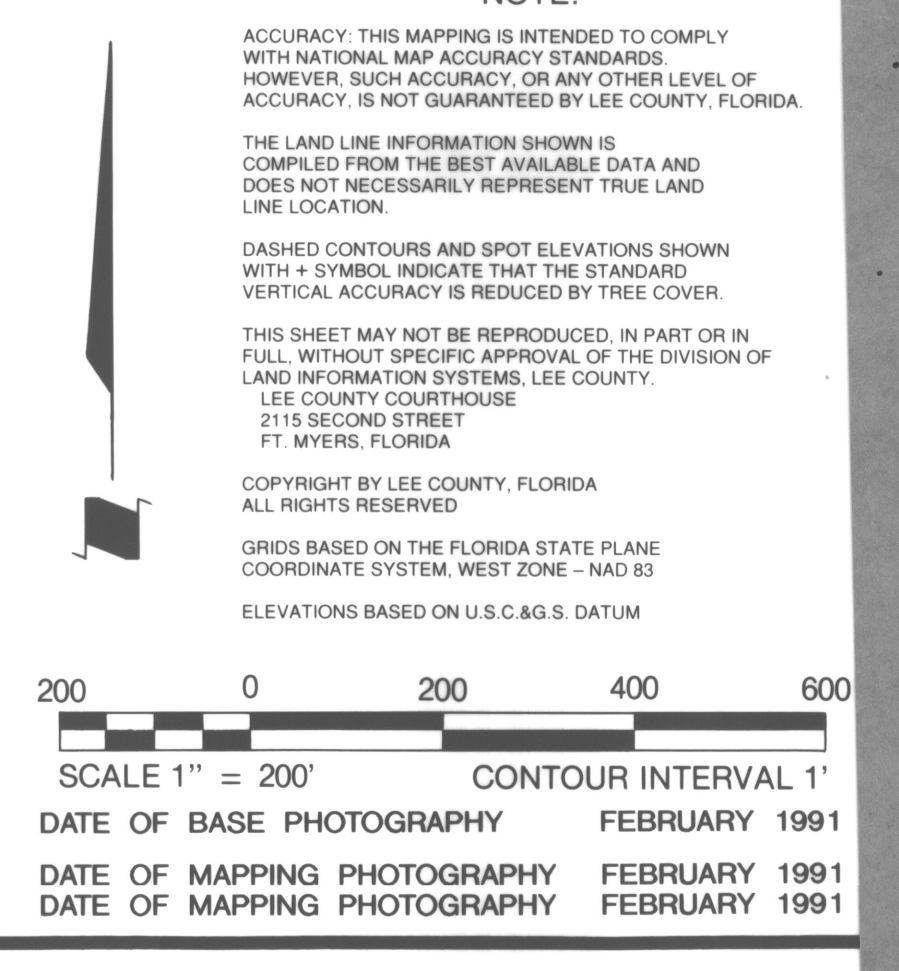 NOTE:
ACCURACY: THIS MAPPING IS INTENDED TO COMPLY
WITH NATIONAL MAP ACCURACY STANDARDS.
HOWEVER, SUCH ACCURACY, OR ANY OTHER LEVEL OF
ACCURACY, IS NOT GUARANTEED BY LEE COUNTY, FLORIDA.
THE LAND LINE INFORMATION SHOWN IS
COMPILED FROM THE BEST AVAILABLE DATA AND
DOES NOT NECESSARILY REPRESENT TRUE LAND
LINE LOCATION.
DASHED CONTOURS AND SPOT ELEVATIONS SHOWN
WITH + SYMBOL INDICATE THAT THE STANDARD
VERTICAL ACCURACY IS REDUCED BY TREE COVER.
THIS SHEET MAY NOT BE REPRODUCED, IN PART OR IN
FULL, WITHOUT SPECIFIC APPROVAL OF THE DIVISION OF
LAND INFORMATION SYSTEMS, LEE COUNTY.
LEE COUNTY COURTHOUSE
2115 SECOND STREET
FT. MYERS, FLORIDA
COPYRIGHT BY LEE COUNTY, FLORIDA
ALL RIGHTS RESERVED
GRIDS BASED ON THE FLORIDA STATE PLANE
COORDINATE SYSTEM, WEST ZONE – NAD 83
ELEVATIONS BASED ON U.S.C.&G.S. DATUM
200 0 200 400 600
SCALE 1" = 200' CONTOUR INTERVAL 1'
DATE OF BASE PHOTOGRAPHY FEBRUARY 1991
DATE OF MAPPING PHOTOGRAPHY FEBRUARY 1991
DATE OF MAPPING PHOTOGRAPHY FEBRUARY 1991